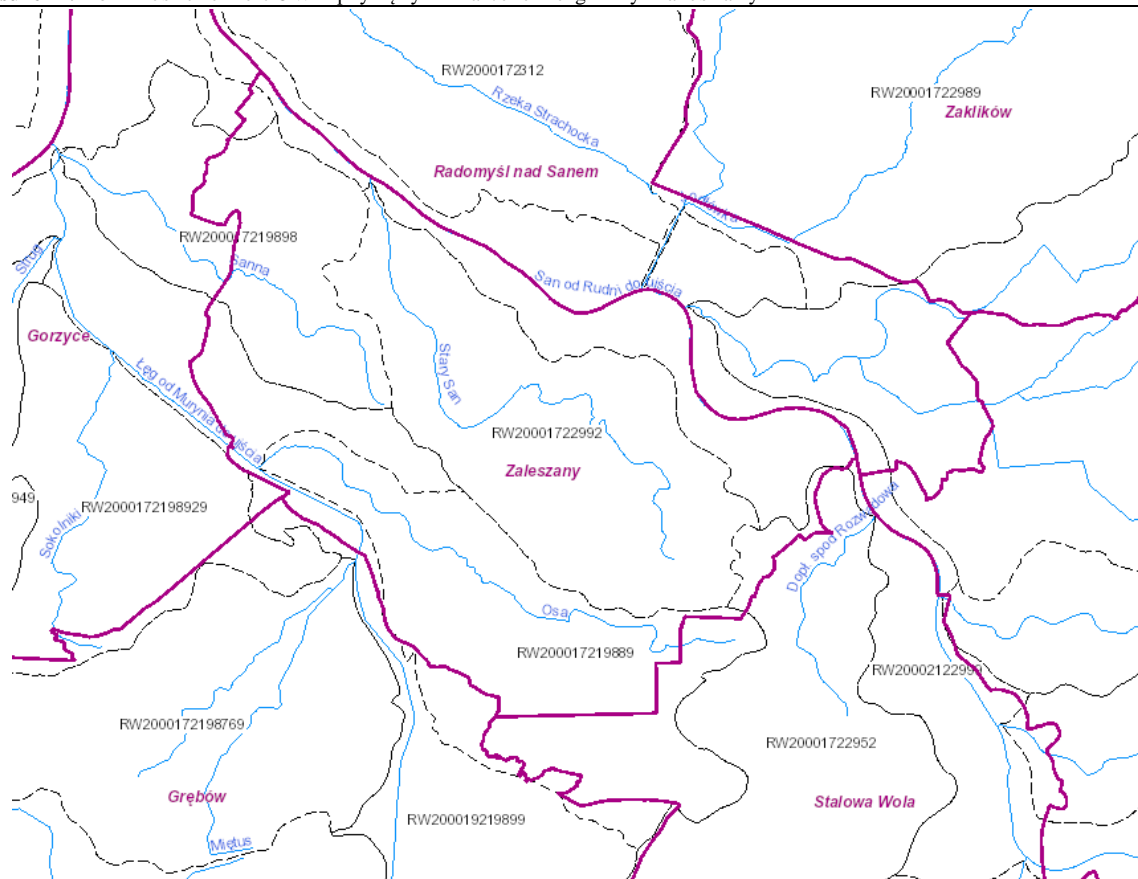 RW2000172312
RW20001722989
Zaklików
Rzeka Strachocka
Radomyśl nad Sanem
RW200017219898
Sanna
Strug
San od Rudni do ujścia
Gorzyce
Łęg od Murynia do ujścia
Stary San
RW20001722992
Zaleszany
949
RW2000172198929
Sokolniki
Dopł. spod Rozwadowa
Osa
RW200017219889
RW20002122999
RW2000172198769
RW20001722952
Grębów
Stalowa Wola
RW200019219899
Miętus